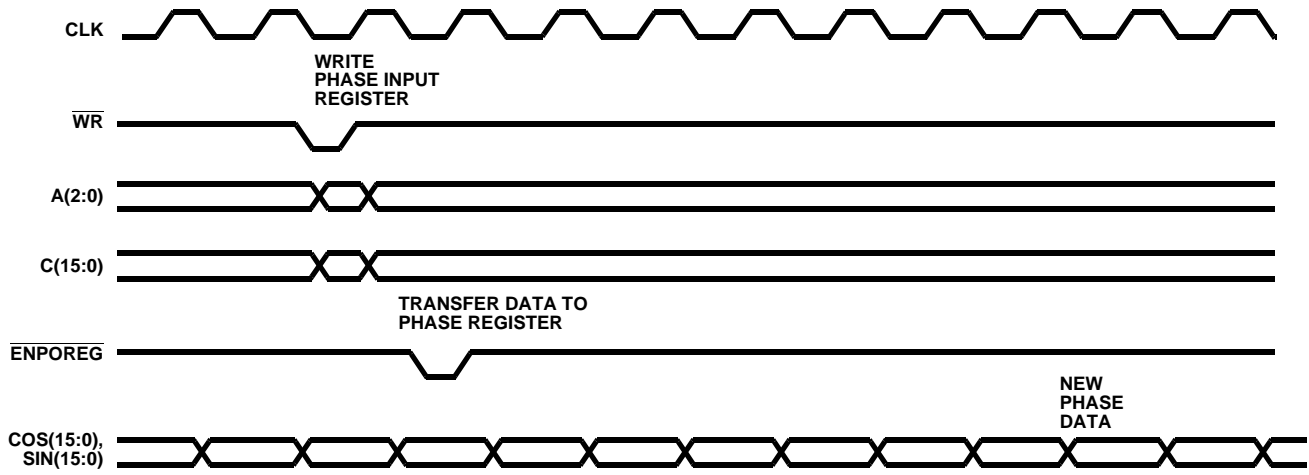 CLK
WRITE
PHASE INPUT
REGISTER
WR
A(2:0)
C(15:0)
TRANSFER DATA TO
PHASE REGISTER
ENPOREG
NEW
PHASE
DATA
COS(15:0),
SIN(15:0)